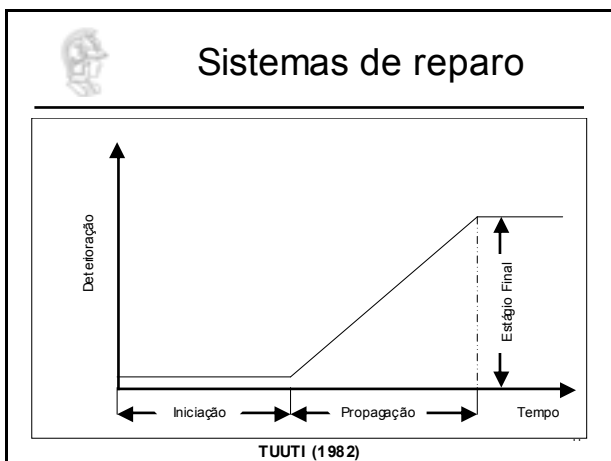 Sistemas de reparo
Deterioração
Estágio Final
Iniciação
Propagação
Tempo
TUUTI (1982)